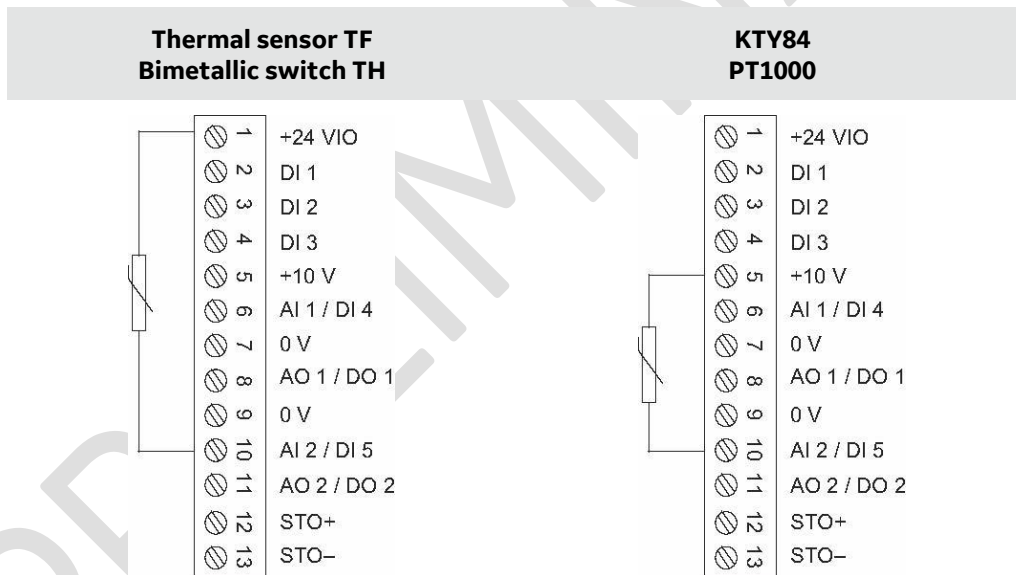 Thermal sensor TF
Bimetallic switch TH
KTY84
PT1000
1 +24 VIO
2 DI 1
3 DI 2
4 DI 3
5 +10 V
6 AI 1 / DI 4
7 0 V
8 AO 1 / DO 1
9 0 V
10 AI 2 / DI 5
11 AO 2 / DO 2
12 STO+
13 STO–
1 +24 VIO
2 DI 1
3 DI 2
4 DI 3
5 +10 V
6 AI 1 / DI 4
7 0 V
8 AO 1 / DO 1
9 0 V
10 AI 2 / DI 5
11 AO 2 / DO 2
12 STO+
13 STO–